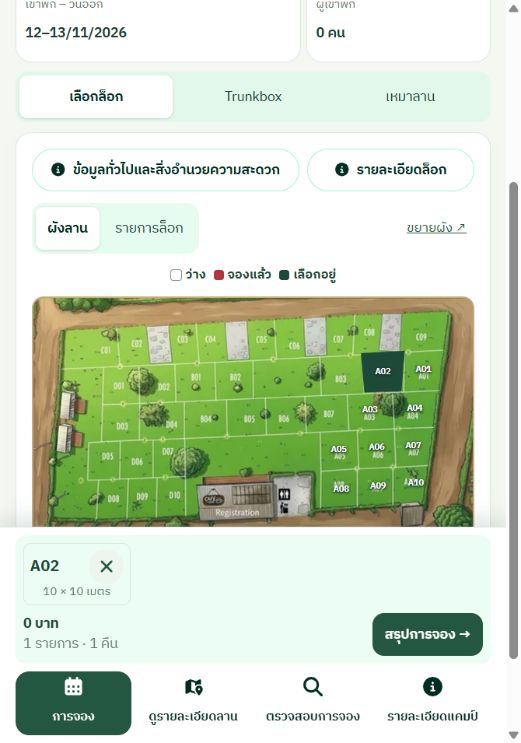 เข้าพัก – วันออก
ผู้เข้าพัก
12–13/11/2026
0 คน
เลือกล็อก
Trunkbox
เหมาลาน
ข้อมูลทั่วไปและสิ่งอำนวยความสะดวก
รายละเอียดล็อก
ผังลาน
รายการล็อก
ขยายผัง ↗
ว่าง
จองแล้ว
เลือกอยู่
C01
C02
C03
C04
C05
C06
C07
C08
C09
D01
D02
B01
B02
B03
A02
A01
A01
D03
D04
B04
B05
B06
B07
A03
A03
A04
A04
D05
D06
D07
A05
A05
A06
A06
A07
A07
D08
D09
D10
A08
A09
A10
Registration
A02
✕
10 × 10 เมตร
0 บาท
1 รายการ · 1 คืน
สรุปการจอง →
การจอง
ดูรายละเอียดลาน
ตรวจสอบการจอง
รายละเอียดแคมป์